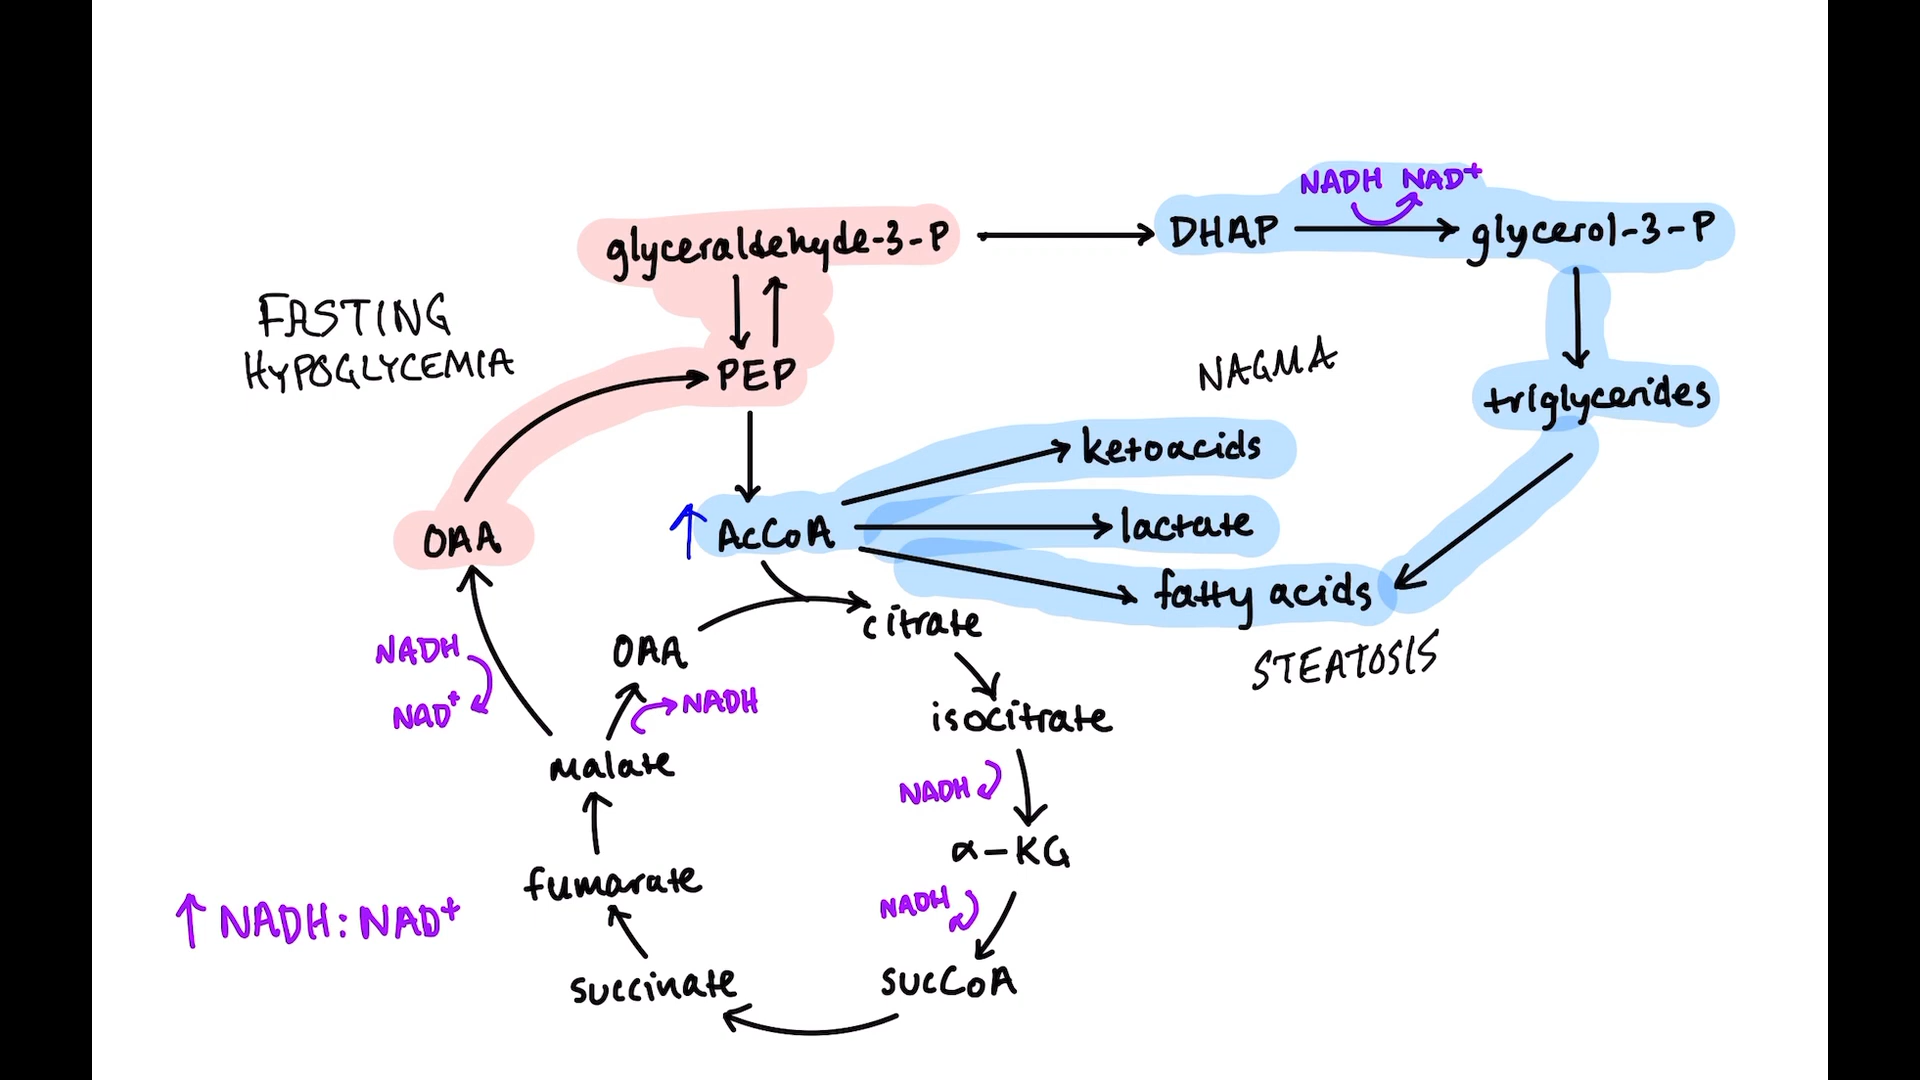 NADH NAD+
glyceraldehyde-3-P
DHAP
glycerol-3-P
FASTING
HYPOGLYCEMIA
PEP
NAGMA
triglycerides
ketoacids
↑ AcCoA
lactate
OAA
fatty acids
citrate
STEATOSIS
NADH
NAD+
OAA
NADH
isocitrate
malate
NADH
α-KG
fumarate
NADH
↑ NADH: NAD+
succinate
sucCoA